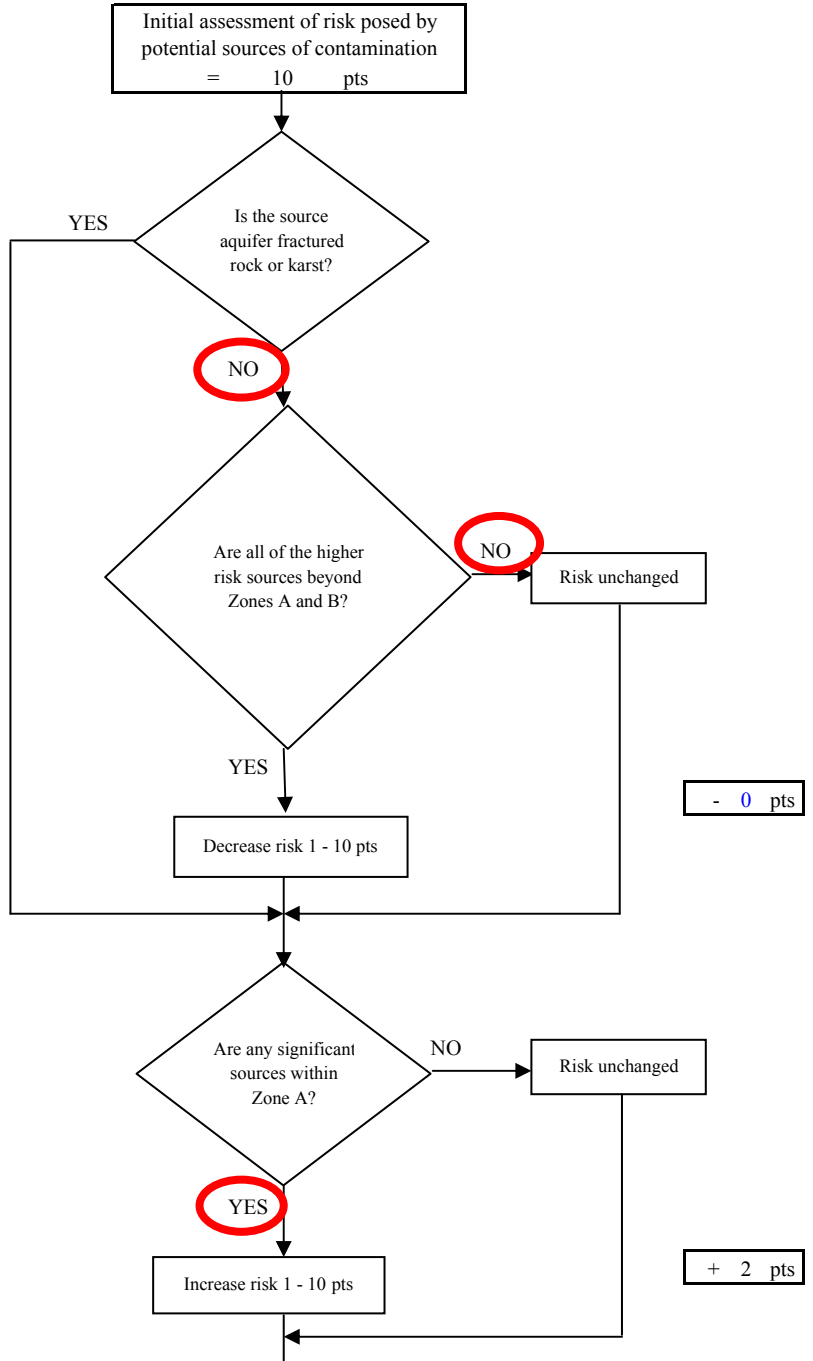 Initial assessment of risk posed by
potential sources of contamination
= 10 pts
YES
Is the source
aquifer fractured
rock or karst?
NO
Are all of the higher
risk sources beyond
Zones A and B?
NO
Risk unchanged
YES
- 0 pts
Decrease risk 1 - 10 pts
Are any significant
sources within
Zone A?
NO
Risk unchanged
YES
+ 2 pts
Increase risk 1 - 10 pts